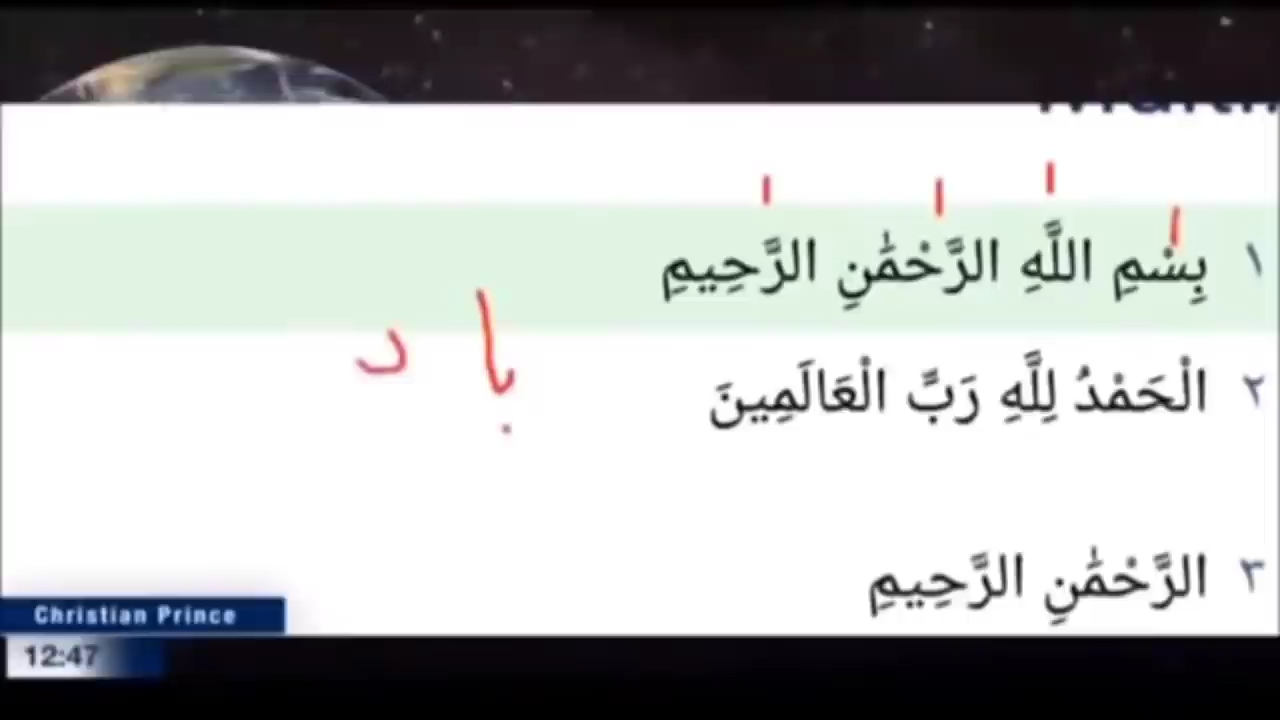 ١ بِسْمِ اللَّهِ الرَّحْمَٰنِ الرَّحِيمِ
٢ الْحَمْدُ لِلَّهِ رَبِّ الْعَالَمِينَ
٣ الرَّحْمَٰنِ الرَّحِيمِ
Christian Prince
12:47